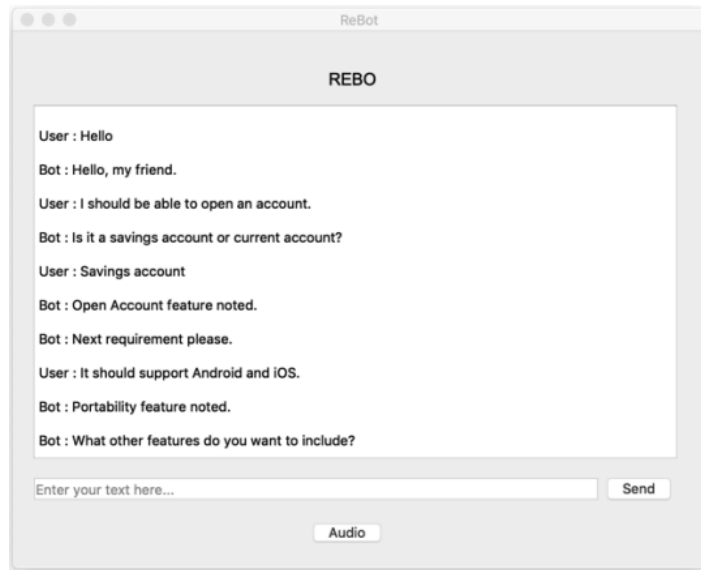 ReBot
REBO
User : Hello
Bot : Hello, my friend.
User : I should be able to open an account.
Bot : Is it a savings account or current account?
User : Savings account
Bot : Open Account feature noted.
Bot : Next requirement please.
User : It should support Android and iOS.
Bot : Portability feature noted.
Bot : What other features do you want to include?
Enter your text here...
Send
Audio